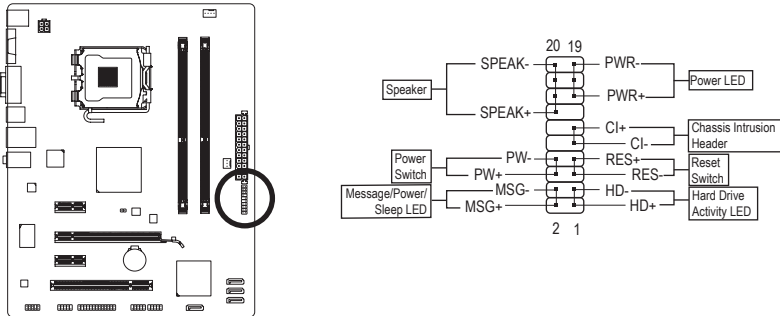 20 19
SPEAK-
PWR-
Speaker
Power LED
PWR+
SPEAK+
CI+
Chassis Intrusion
Header
CI-
Power
Switch
PW-
RES+
Reset
Switch
PW+
RES-
Message/Power/
Sleep LED
MSG-
HD-
Hard Drive
Activity LED
MSG+
HD+
2 1